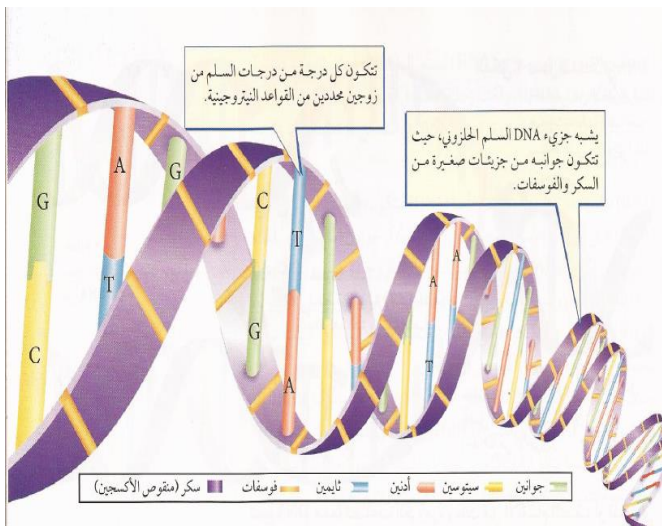 تتكون كل درجة من درجات السلم من
زوجين محددين من القواعد النيتروجينية.
يشبه جزيء DNA السلم الحلزوني، حيث
تتكون جوانبه من جزيئات صغيرة من
السكر والفوسفات.
G
A
G
C
T
A
A
T
G
T
C
A
جوانين سيتوسين أدنين ثايمين فوسفات سكر (منقوص الأكسجين)